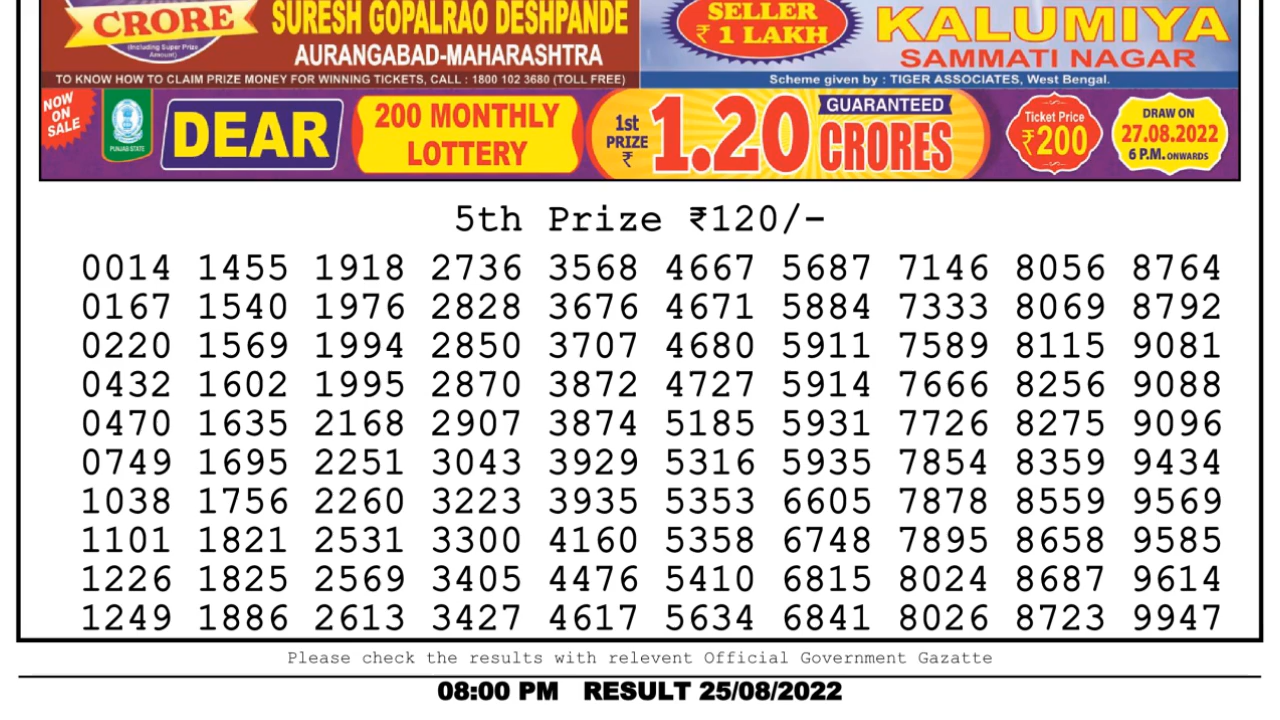 CRORE
(Including Super Prize
Amount)
SURESH GOPALRAO DESHPANDE
AURANGABAD-MAHARASHTRA
TO KNOW HOW TO CLAIM PRIZE MONEY FOR WINNING TICKETS, CALL : 1800 102 3680 (TOLL FREE)
SELLER
₹ 1 LAKH
KALUMIYA
SAMMATI NAGAR
Scheme given by : TIGER ASSOCIATES, West Bengal.
NOW
ON
SALE
PUNJAB STATE
DEAR
200 MONTHLY
LOTTERY
1st
PRIZE
₹
1.20
GUARANTEED
CRORES
Ticket Price
₹200
DRAW ON
27.08.2022
6 P.M. ONWARDS
5th Prize ₹120/-
0014 1455 1918 2736 3568 4667 5687 7146 8056 8764
0167 1540 1976 2828 3676 4671 5884 7333 8069 8792
0220 1569 1994 2850 3707 4680 5911 7589 8115 9081
0432 1602 1995 2870 3872 4727 5914 7666 8256 9088
0470 1635 2168 2907 3874 5185 5931 7726 8275 9096
0749 1695 2251 3043 3929 5316 5935 7854 8359 9434
1038 1756 2260 3223 3935 5353 6605 7878 8559 9569
1101 1821 2531 3300 4160 5358 6748 7895 8658 9585
1226 1825 2569 3405 4476 5410 6815 8024 8687 9614
1249 1886 2613 3427 4617 5634 6841 8026 8723 9947
Please check the results with relevent Official Government Gazatte
08:00 PM RESULT 25/08/2022